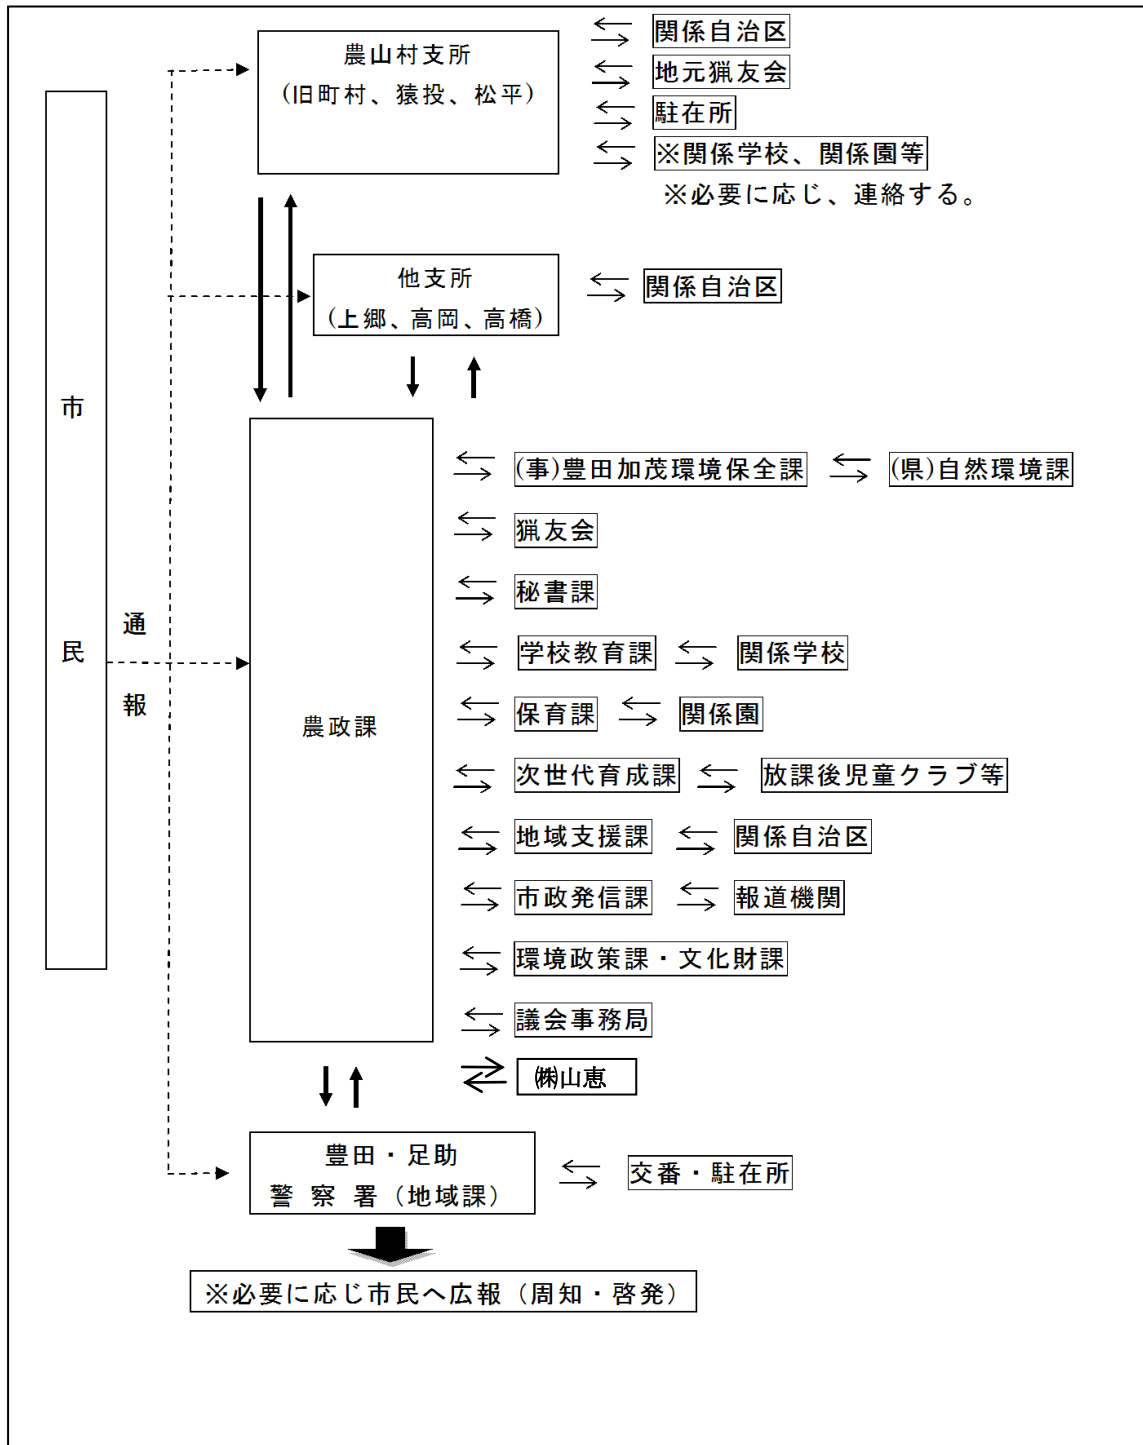 農山村支所
(旧町村、猿投、松平)
関係自治区
地元猟友会
駐在所
※関係学校、関係園等
※必要に応じ、連絡する。
他支所
(上郷、高岡、高橋)
関係自治区
市
民
通
報
農政課
(事)豊田加茂環境保全課
(県)自然環境課
猟友会
秘書課
学校教育課
関係学校
保育課
関係園
次世代育成課
放課後児童クラブ等
地域支援課
関係自治区
市政発信課
報道機関
環境政策課・文化財課
議会事務局
㈱山恵
豊田・足助
警 察 署（地域課）
交番・駐在所
※必要に応じ市民へ広報（周知・啓発）